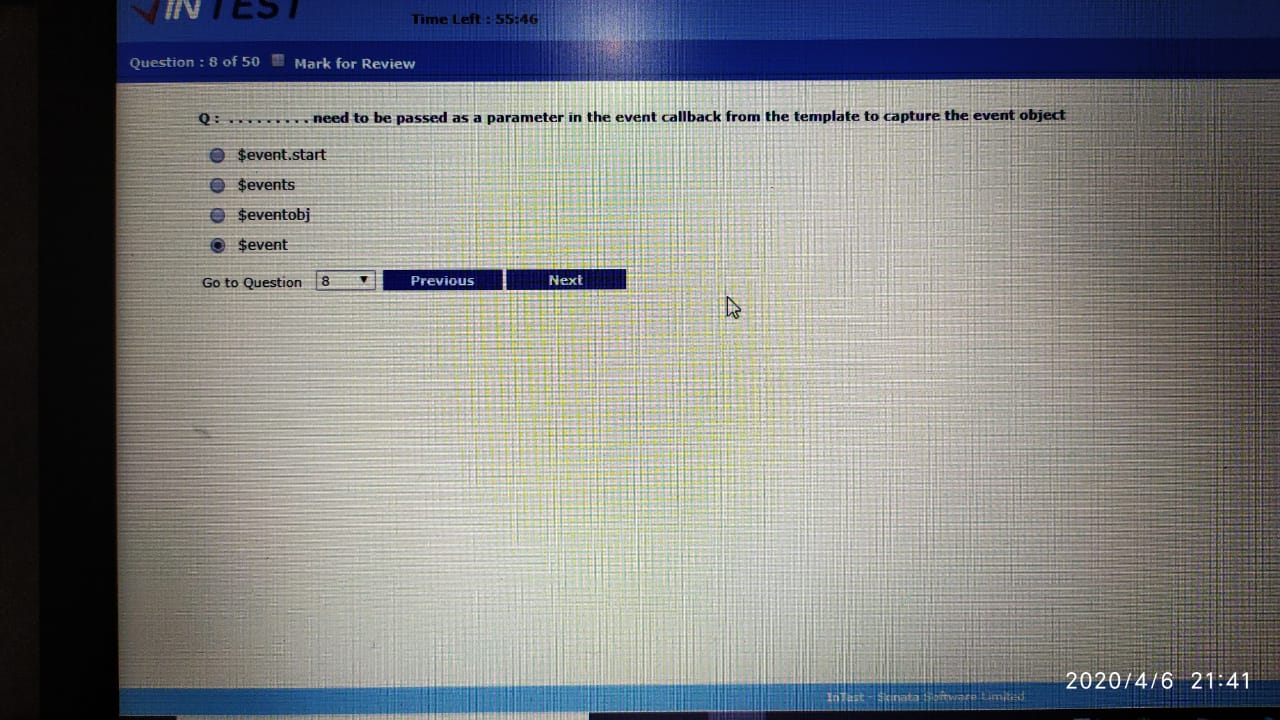 INTEST
Time Left : 55:46
Question : 8 of 50 Mark for Review
Q : . . . . . . . . . need to be passed as a parameter in the event callback from the template to capture the event object
$event.start
$events
$eventobj
$event
Go to Question 8 Previous Next
InTest - Sonata Software Limited
2020/4/6 21:41